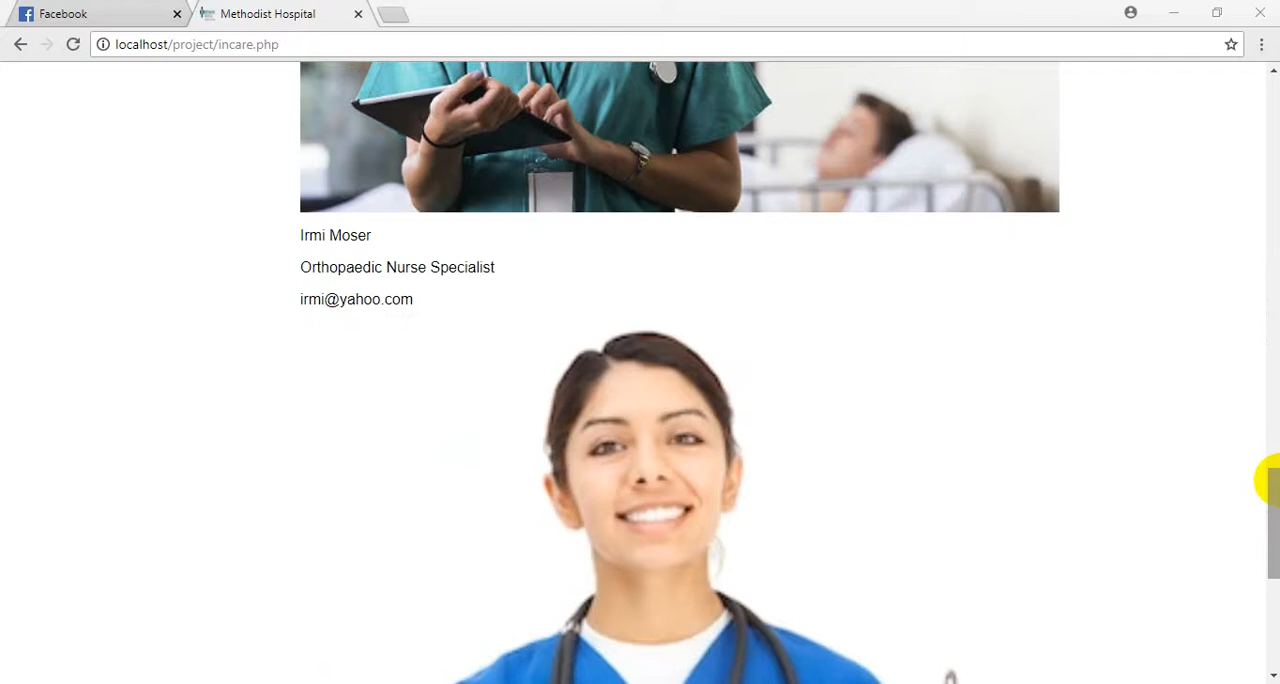 Facebook
Methodist Hospital
localhost/project/incare.php
Irmi Moser
Orthopaedic Nurse Specialist
irmi@yahoo.com